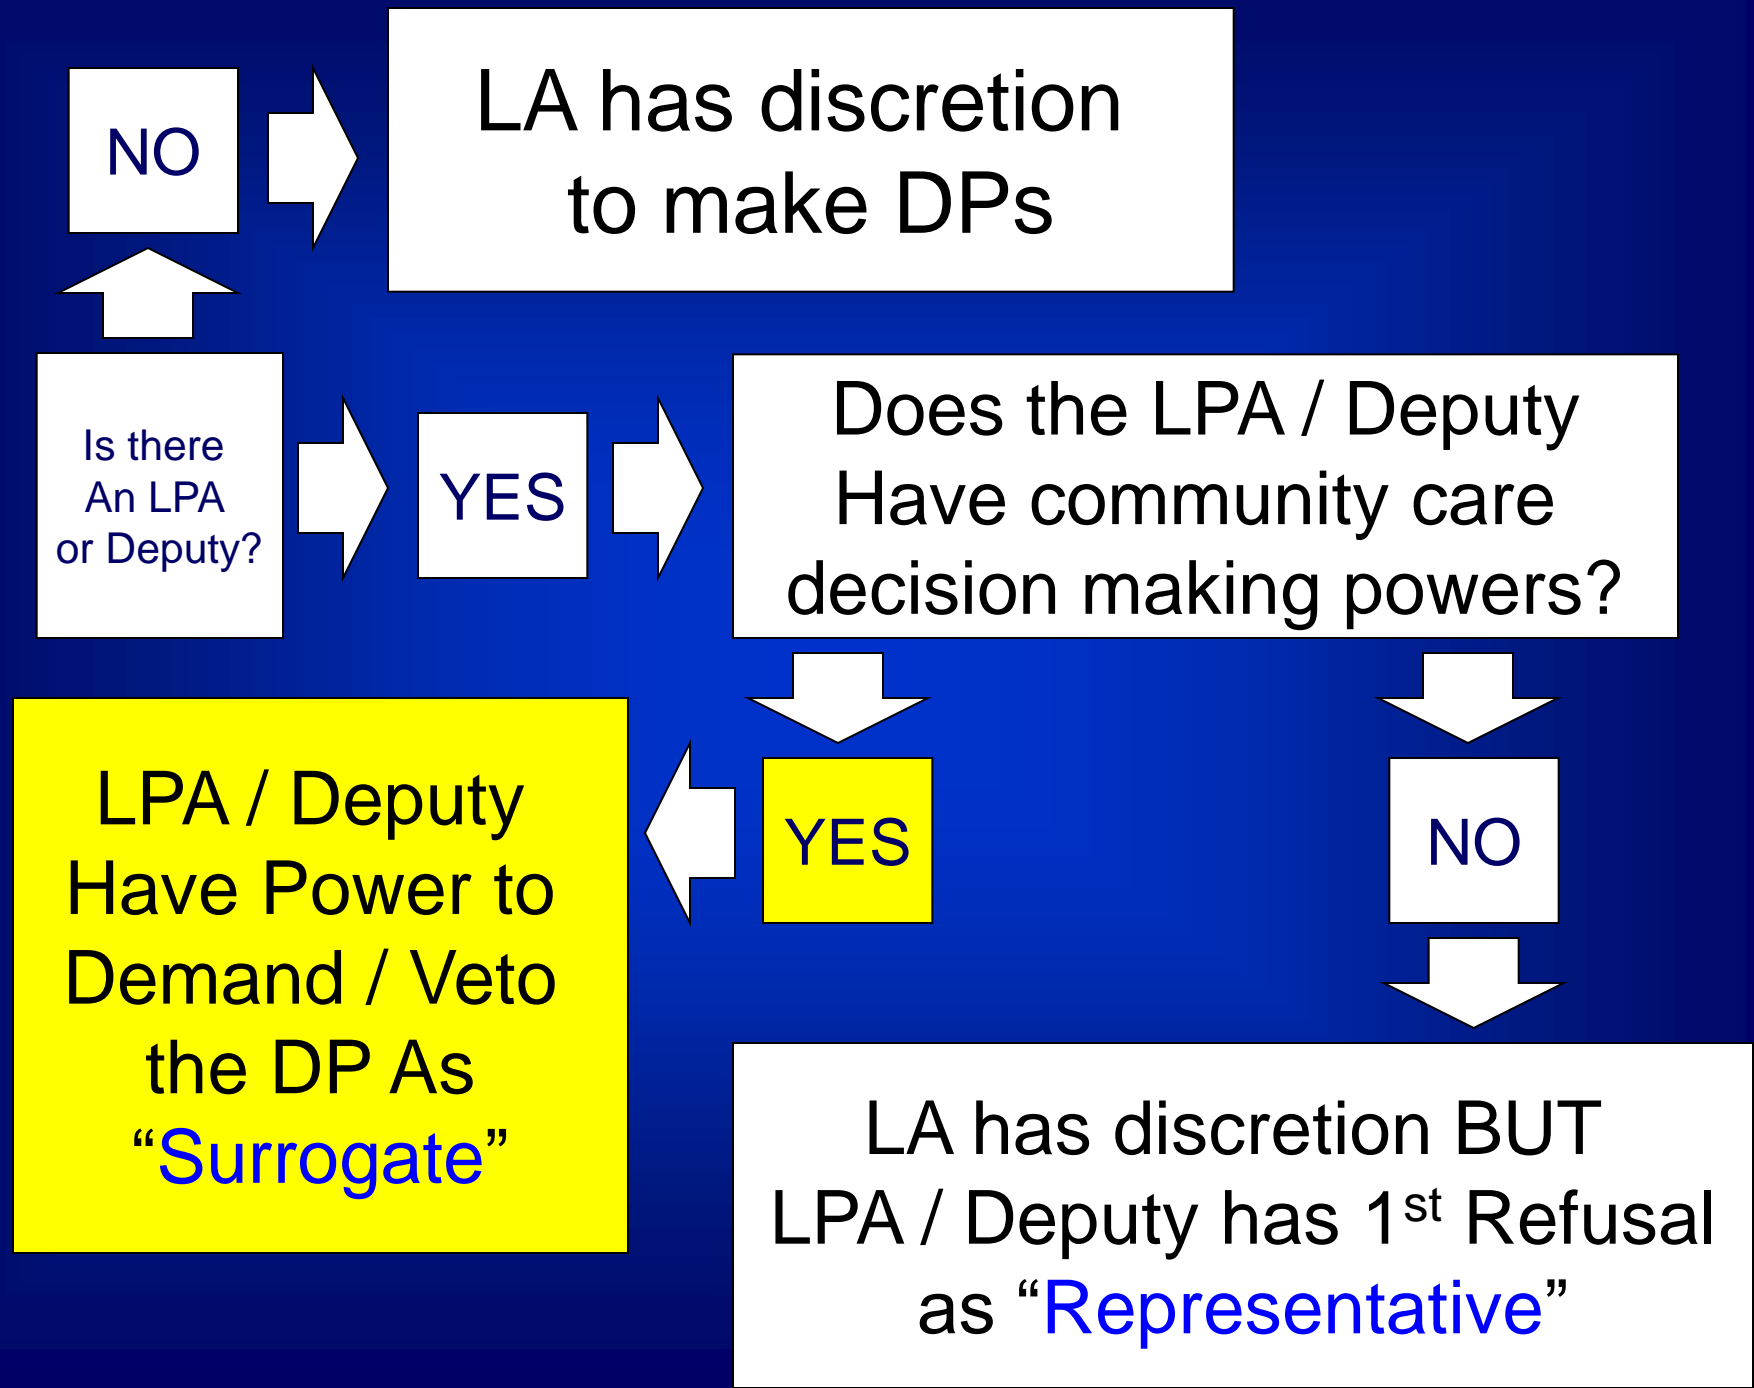 NO
LA has discretion
to make DPs
Is there
An LPA
or Deputy?
YES
Does the LPA / Deputy
Have community care
decision making powers?
LPA / Deputy
Have Power to
Demand / Veto
the DP As
“Surrogate”
YES
NO
LA has discretion BUT
LPA / Deputy has 1st Refusal
as “Representative”